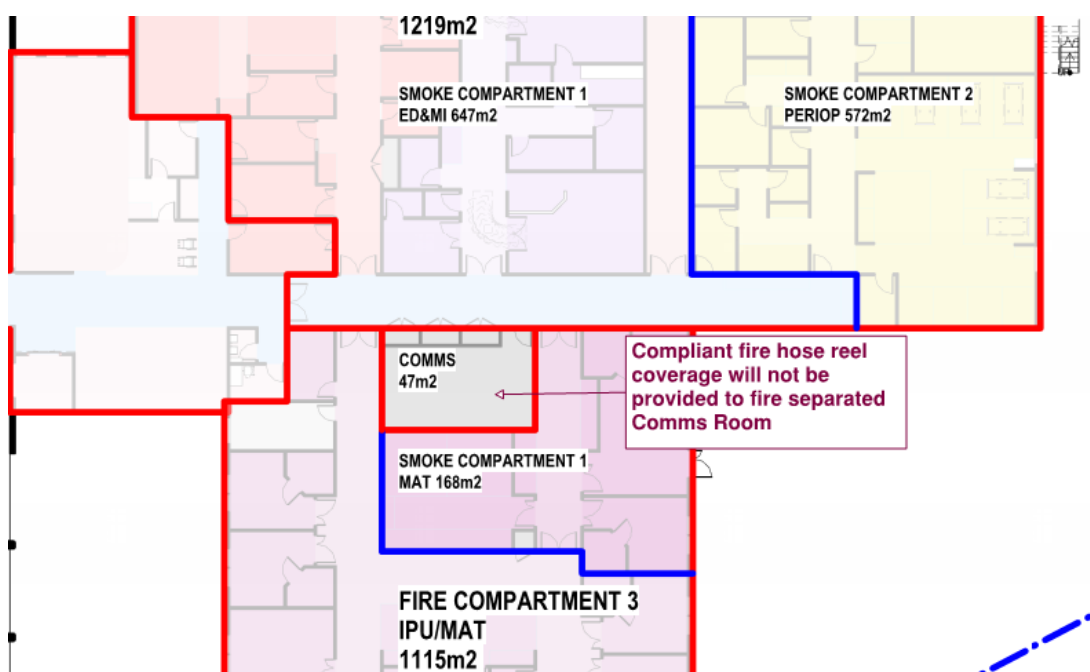 1219m2
SMOKE COMPARTMENT 1
ED&MI 647m2
SMOKE COMPARTMENT 2
PERIOP 572m2
COMMS
47m2
Compliant fire hose reel
coverage will not be
provided to fire separated
Comms Room
SMOKE COMPARTMENT 1
MAT 168m2
FIRE COMPARTMENT 3
IPU/MAT
1115m2